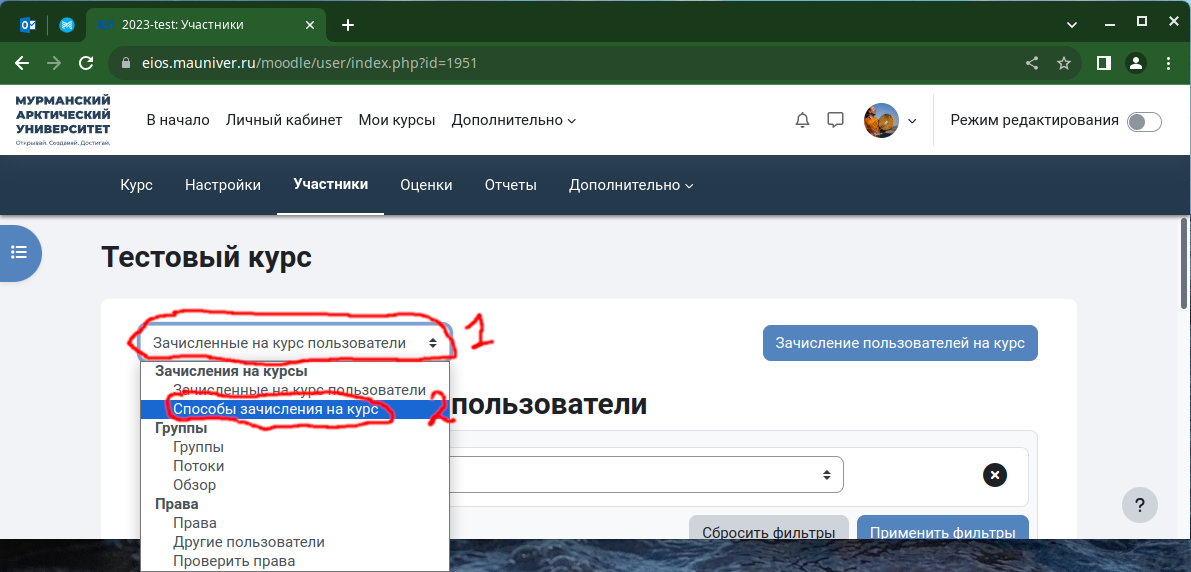 2023-test: Участники
eios.mauniver.ru/moodle/user/index.php?id=1951
МУРМАНСКИЙ
АРКТИЧЕСКИЙ
УНИВЕРСИТЕТ
Открывай. Создавай. Достигай.
В начало Личный кабинет Мои курсы Дополнительно
Режим редактирования
Курс Настройки Участники Оценки Отчеты Дополнительно
Тестовый курс
Зачисленные на курс пользователи
1
Зачисление пользователей на курс
Зачисления на курсы
Зачисленные на курс пользователи
Способы зачисления на курс
2
пользователи
Группы
Группы
Потоки
Обзор
Права
Права
Другие пользователи
Проверить права
Сбросить фильтры Применить фильтры
?